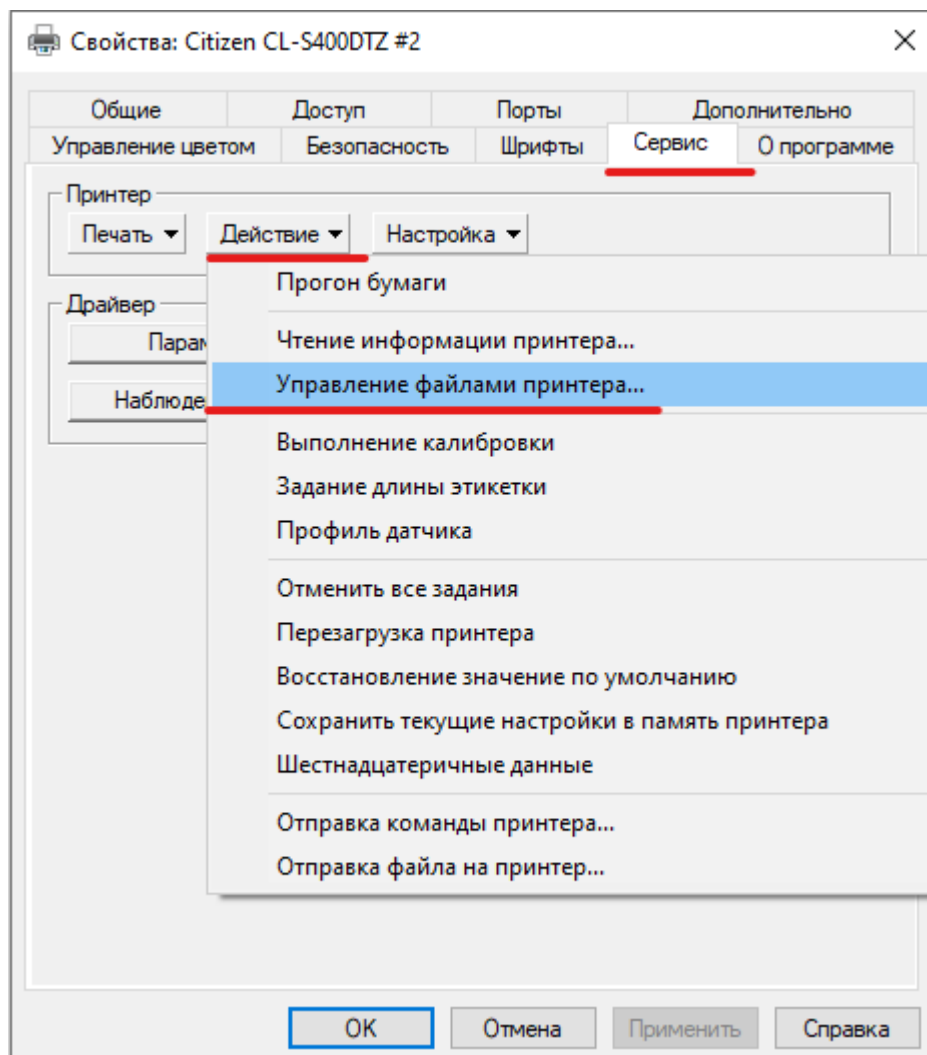 Свойства: Citizen CL-S400DTZ #2
Общие Доступ Порты Дополнительно
Управление цветом Безопасность Шрифты Сервис О программе
Принтер
Печать Действие Настройка
Прогон бумаги
Драйвер
Чтение информации принтера...
Управление файлами принтера...
Выполнение калибровки
Задание длины этикетки
Профиль датчика
Отменить все задания
Перезагрузка принтера
Восстановление значение по умолчанию
Сохранить текущие настройки в память принтера
Шестнадцатеричные данные
Отправка команды принтера...
Отправка файла на принтер...
OK Отмена Применить Справка